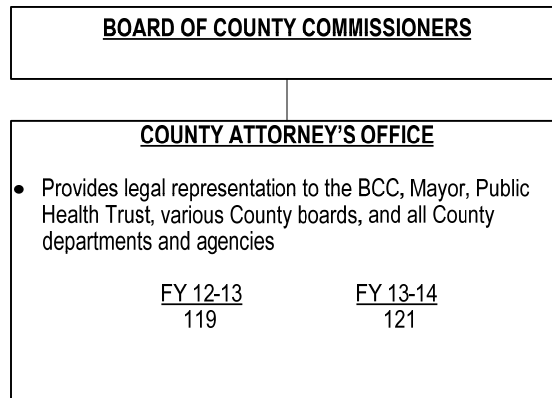 BOARD OF COUNTY COMMISSIONERS
COUNTY ATTORNEY'S OFFICE
● Provides legal representation to the BCC, Mayor, Public
Health Trust, various County boards, and all County
departments and agencies
FY 12-13 FY 13-14
119 121